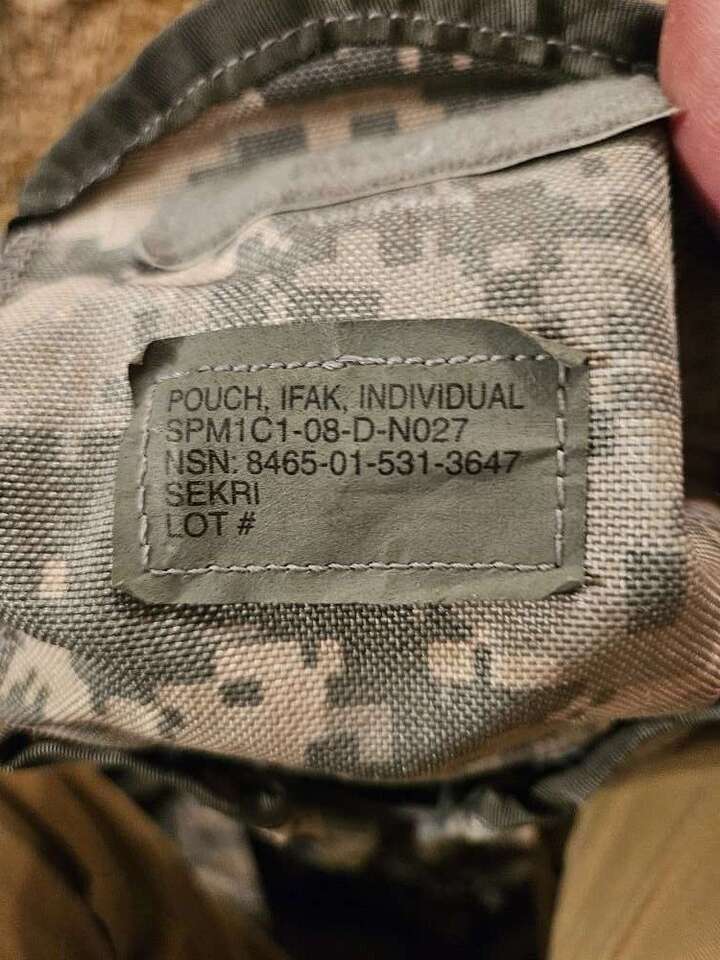 POUCH, IFAK, INDIVIDUAL
SPM1C1-08-D-N027
NSN: 8465-01-531-3647
SEKRI
LOT #